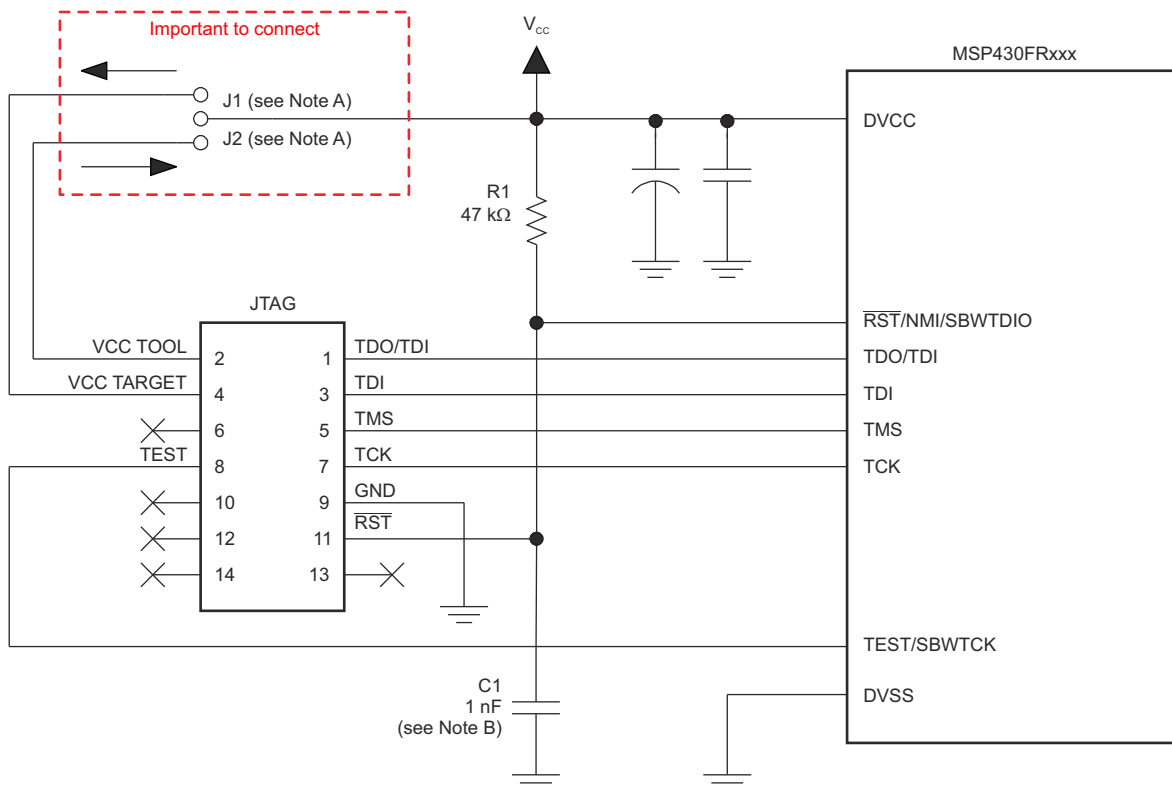 Important to connect
J1 (see Note A)
J2 (see Note A)
V<sub>CC</sub>
MSP430FRxxx
DVCC
R1
47 kΩ
JTAG
RST/NMI/SBWTDIO
VCC TOOL 2 1 TDO/TDI TDO/TDI
VCC TARGET 4 3 TDI TDI
6 5 TMS TMS
TEST 8 7 TCK TCK
10 9 GND
12 11 RST
14 13
TEST/SBWTCK
C1
1 nF
(see Note B)
DVSS